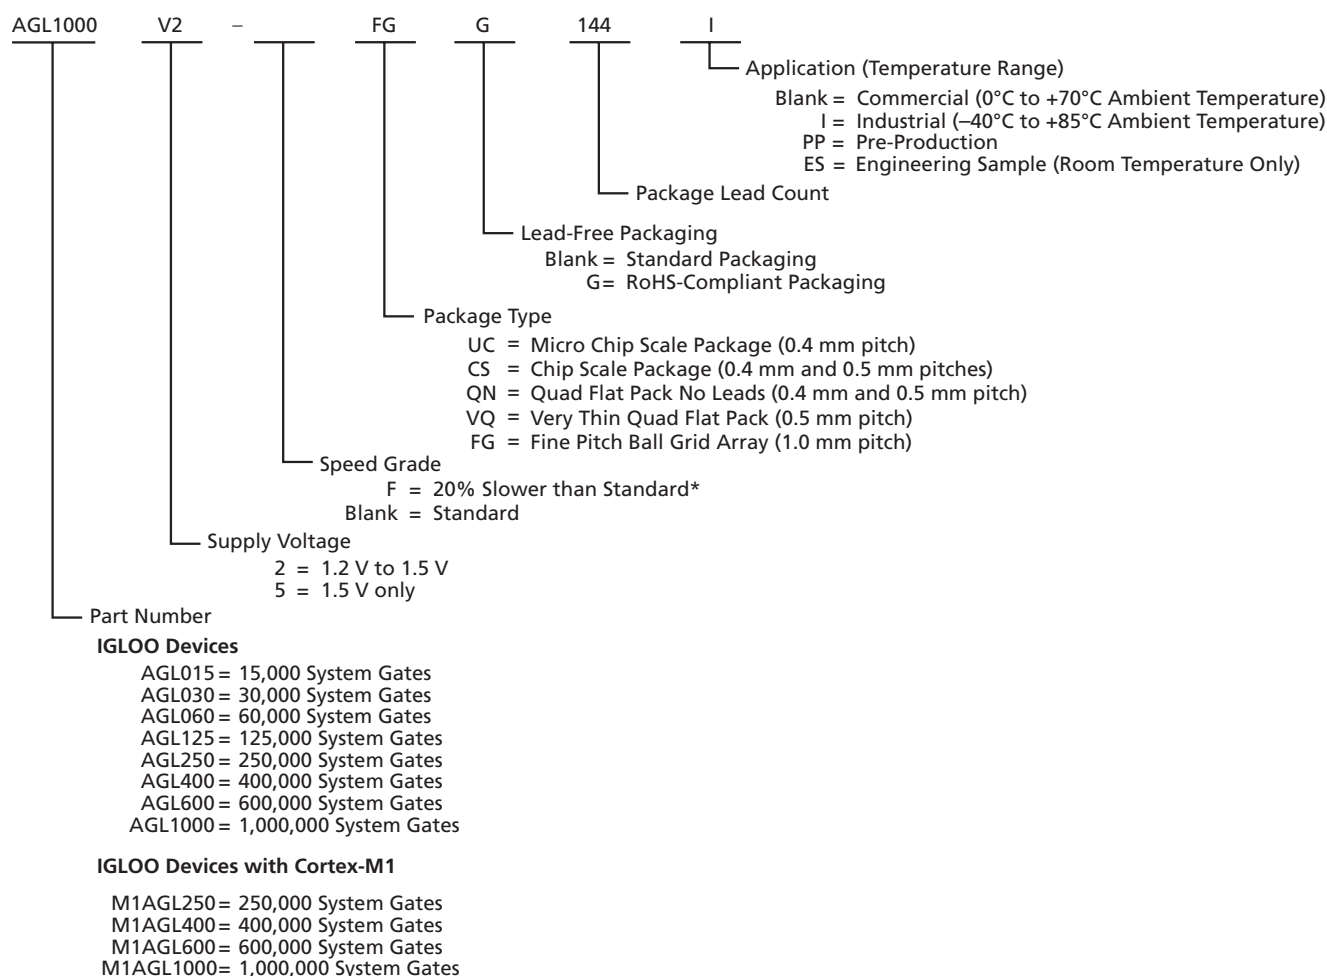 AGL1000 V2 – FG G 144 I
Application (Temperature Range)
Blank = Commercial (0°C to +70°C Ambient Temperature)
I = Industrial (–40°C to +85°C Ambient Temperature)
PP = Pre-Production
ES = Engineering Sample (Room Temperature Only)
Package Lead Count
Lead-Free Packaging
Blank = Standard Packaging
G= RoHS-Compliant Packaging
Package Type
UC = Micro Chip Scale Package (0.4 mm pitch)
CS = Chip Scale Package (0.4 mm and 0.5 mm pitches)
QN = Quad Flat Pack No Leads (0.4 mm and 0.5 mm pitch)
VQ = Very Thin Quad Flat Pack (0.5 mm pitch)
FG = Fine Pitch Ball Grid Array (1.0 mm pitch)
Speed Grade
F = 20% Slower than Standard*
Blank = Standard
Supply Voltage
2 = 1.2 V to 1.5 V
5 = 1.5 V only
Part Number
IGLOO Devices
AGL015 = 15,000 System Gates
AGL030 = 30,000 System Gates
AGL060 = 60,000 System Gates
AGL125 = 125,000 System Gates
AGL250 = 250,000 System Gates
AGL400 = 400,000 System Gates
AGL600 = 600,000 System Gates
AGL1000 = 1,000,000 System Gates
IGLOO Devices with Cortex-M1
M1AGL250 = 250,000 System Gates
M1AGL400 = 400,000 System Gates
M1AGL600 = 600,000 System Gates
M1AGL1000= 1,000,000 System Gates